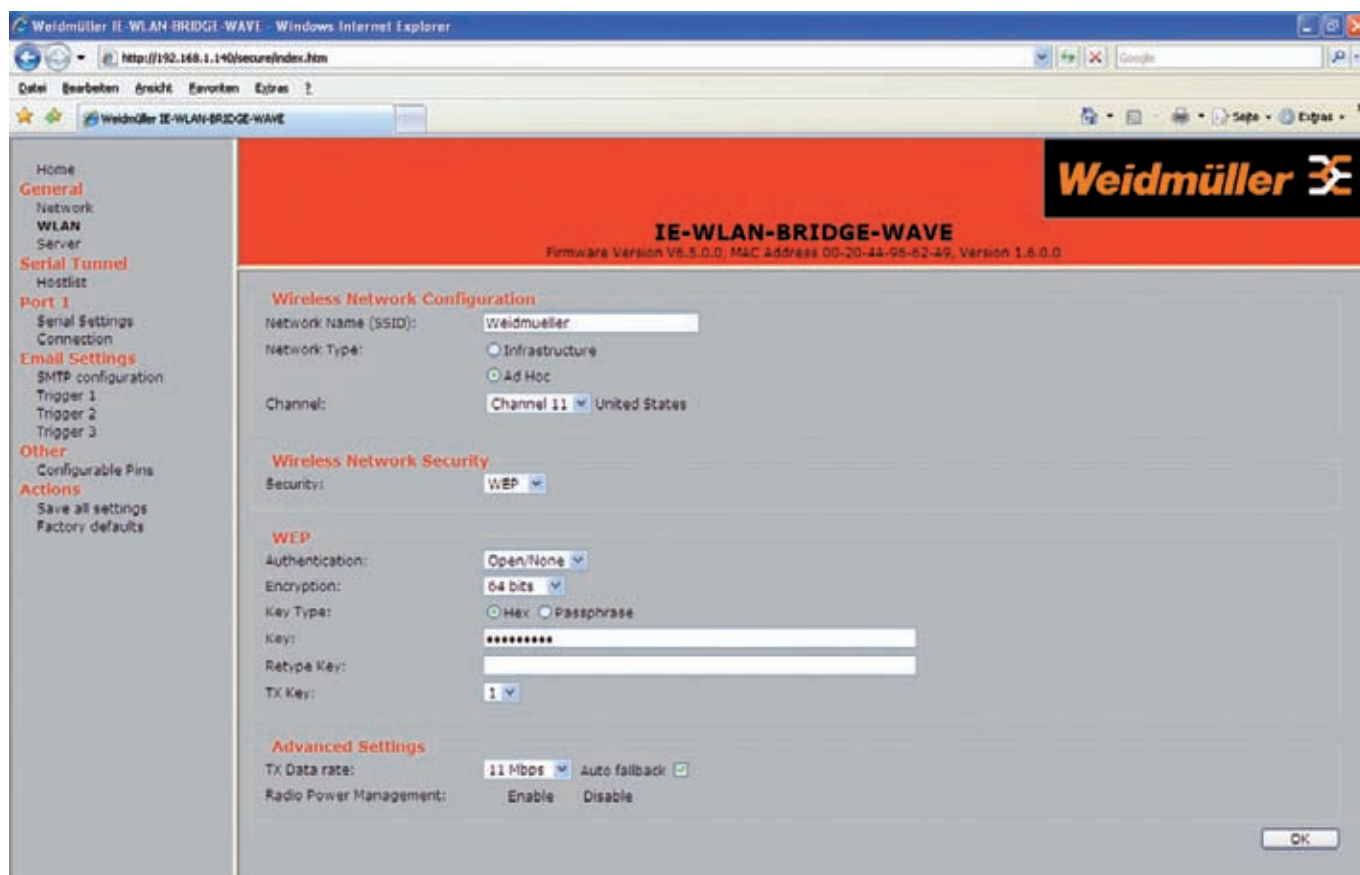 Weidmüller IE-WLAN-BRIDGE-WAVE - Windows Internet Explorer
http://192.168.1.140/secure/index.htm
Google
Datei Bearbeiten Ansicht Favoriten Extras ?
Weidmüller IE-WLAN-BRIDGE-WAVE
Seite Extras
Home
General
Network
WLAN
Server
Serial Tunnel
Hostlist
Port 1
Serial Settings
Connection
Email Settings
SMTP configuration
Trigger 1
Trigger 2
Trigger 3
Other
Configurable Pins
Actions
Save all settings
Factory defaults
Weidmüller
IE-WLAN-BRIDGE-WAVE
Firmware Version V6.5.0.0, MAC Address 00-20-4A-96-62-A9, Version 1.6.0.0
Wireless Network Configuration
Network Name (SSID): Weidmueller
Network Type: Infrastructure
Ad Hoc
Channel: Channel 11 United States
Wireless Network Security
Security: WEP
WEP
Authentication: Open/None
Encryption: 64 bits
Key Type: Hex Passphrase
Key: •••••••••
Retype Key:
TX Key: 1
Advanced Settings
TX Data rate: 11 Mbps Auto fallback
Radio Power Management: Enable Disable
OK